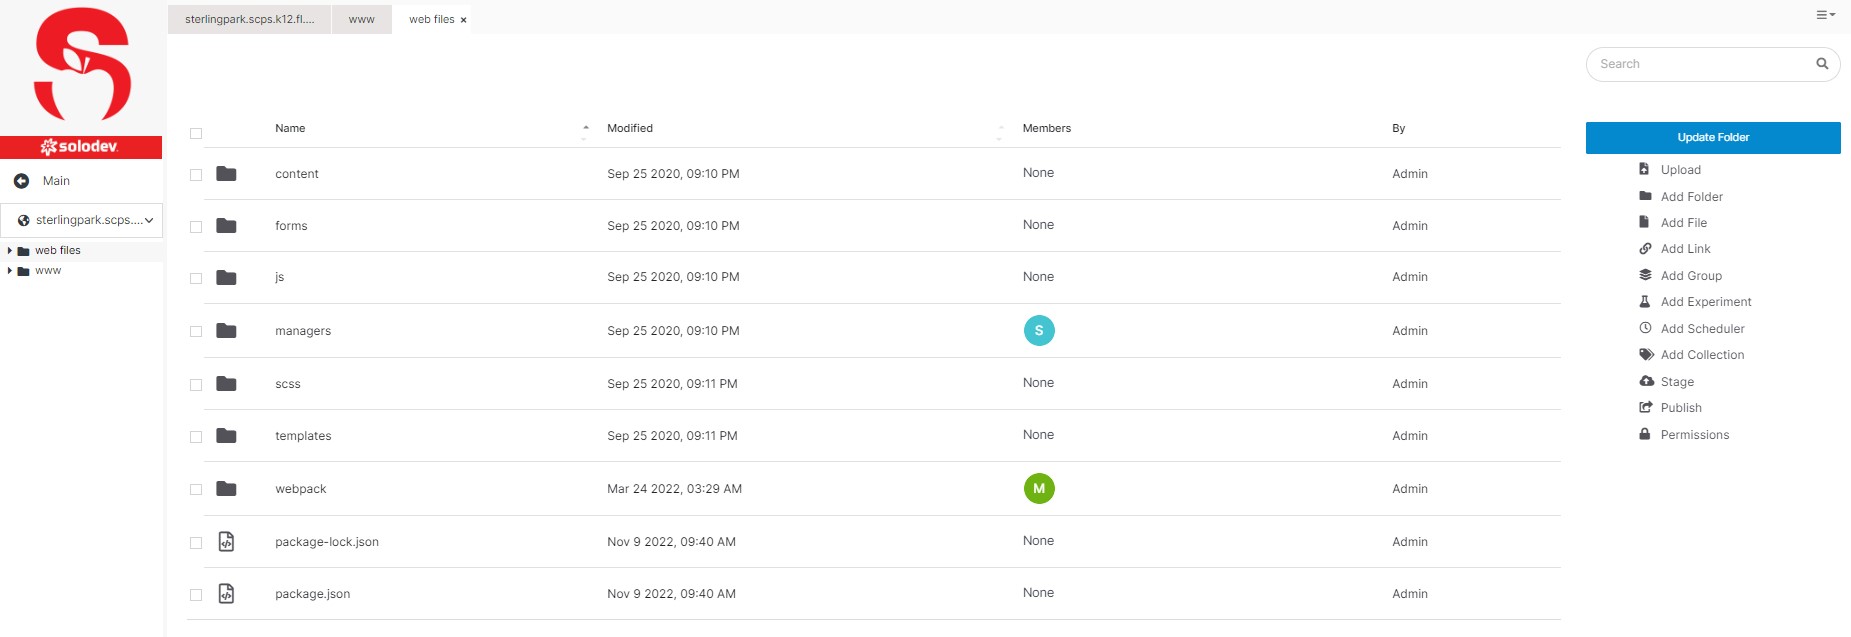 sterlingpark.scps.k12.fl....
www
web files
Search
solodev
Main
sterlingpark.scps....
web files
www
Name Modified Members By
content Sep 25 2020, 09:10 PM None Admin
forms Sep 25 2020, 09:10 PM None Admin
js Sep 25 2020, 09:10 PM None Admin
managers Sep 25 2020, 09:10 PM S Admin
scss Sep 25 2020, 09:11 PM None Admin
templates Sep 25 2020, 09:11 PM None Admin
webpack Mar 24 2022, 03:29 AM M Admin
package-lock.json Nov 9 2022, 09:40 AM None Admin
package.json Nov 9 2022, 09:40 AM None Admin
Update Folder
Upload
Add Folder
Add File
Add Link
Add Group
Add Experiment
Add Scheduler
Add Collection
Stage
Publish
Permissions